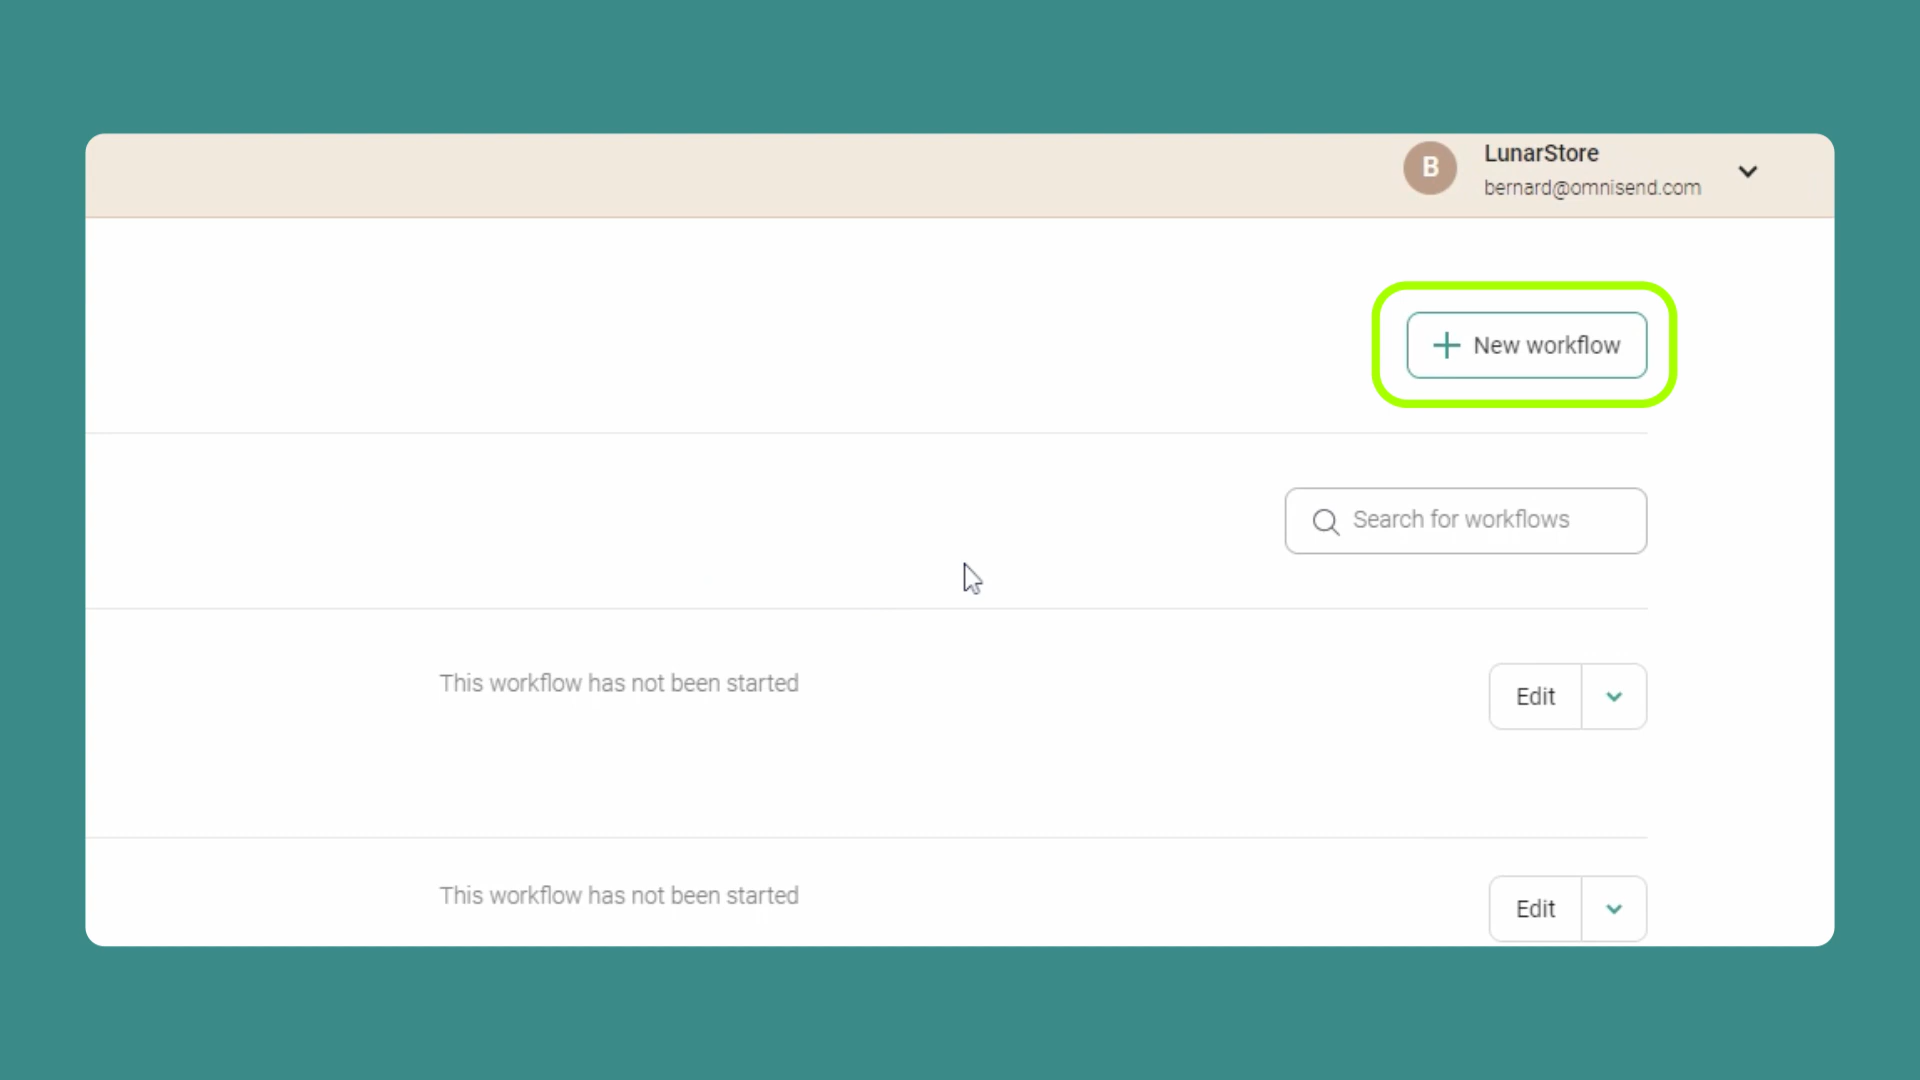 B
LunarStore
bernard@omnisend.com
New workflow
Search for workflows
This workflow has not been started
Edit
This workflow has not been started
Edit